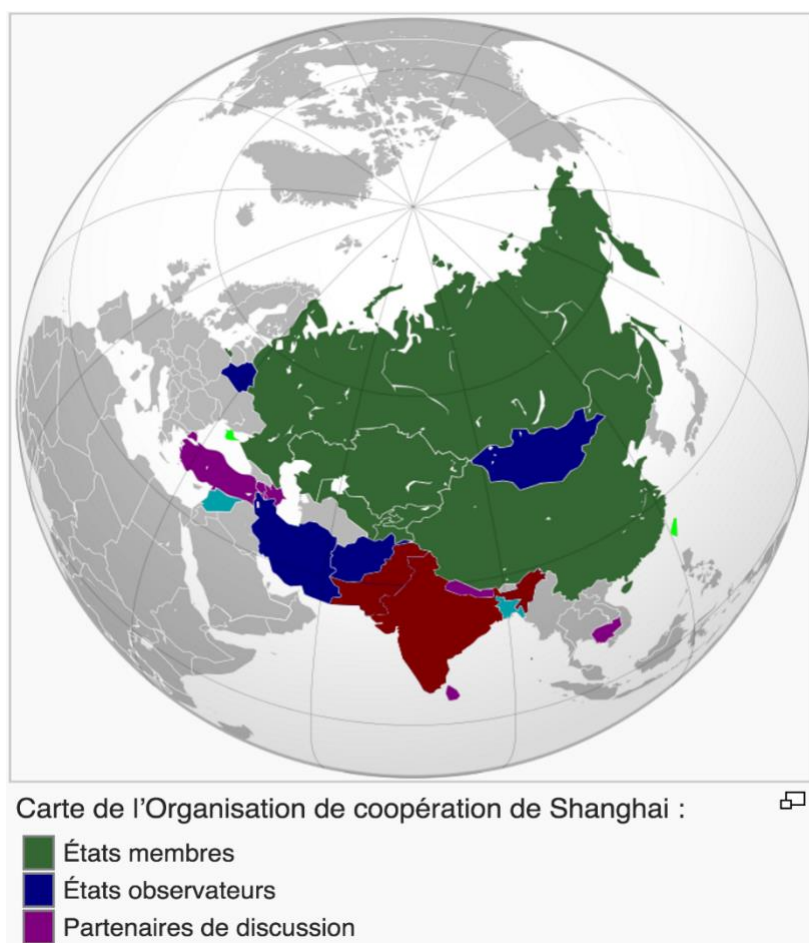 Carte de l'Organisation de coopération de Shanghai :
États membres
États observateurs
Partenaires de discussion